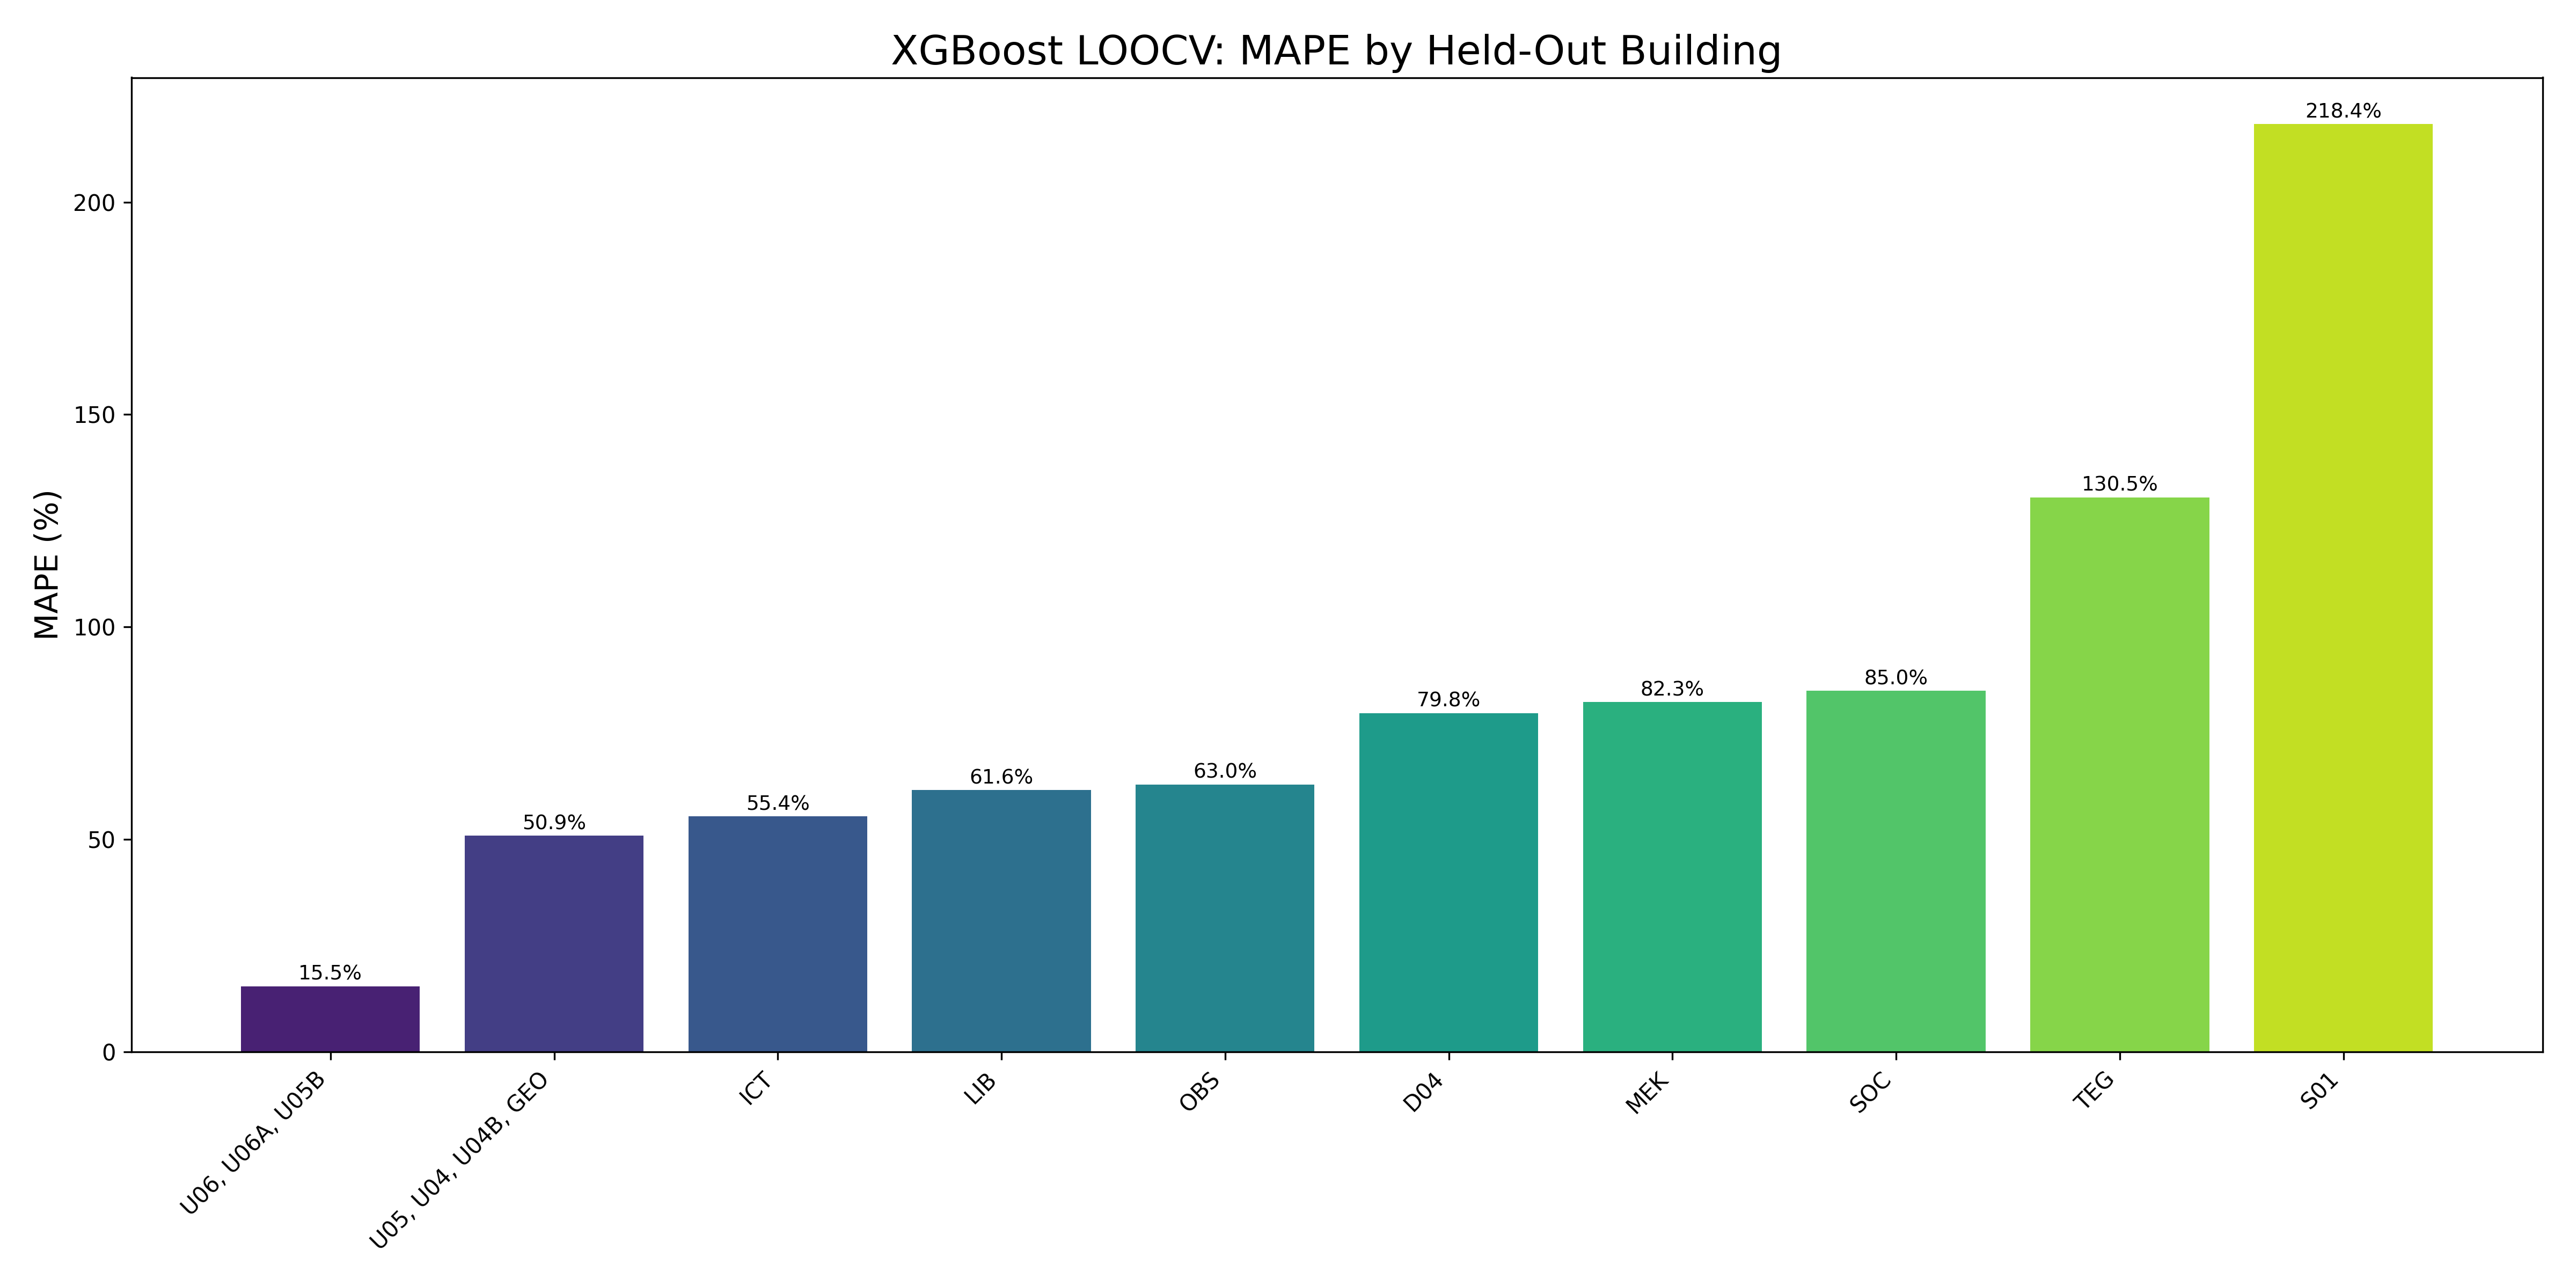 XGBoost LOOCV: MAPE by Held-Out Building
MAPE (%)
200
150
100
50
0
15.5%
50.9%
55.4%
61.6%
63.0%
79.8%
82.3%
85.0%
130.5%
218.4%
U06, U06A, U05B
U05, U04, U04B, GEO
ICT
LIB
OBS
D04
MEK
SOC
TEG
S01